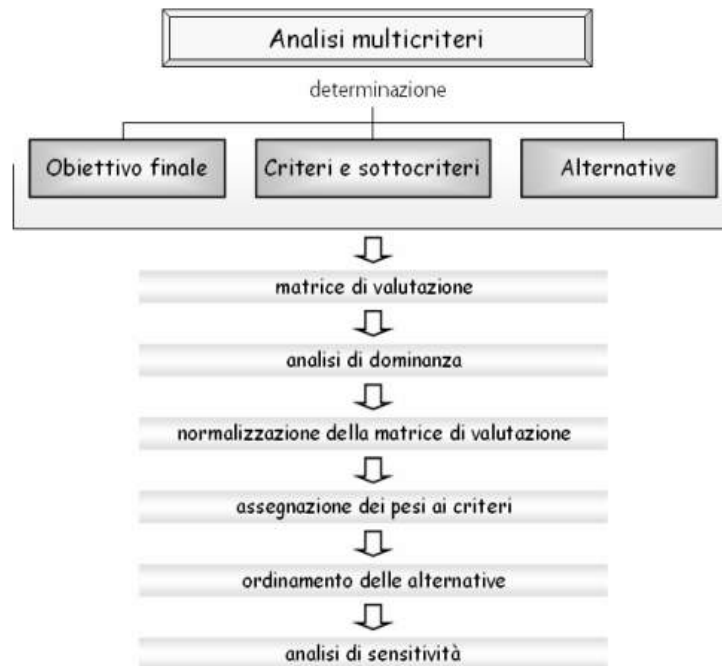 Analisi multicriteri
determinazione
Obiettivo finale
Criteri e sottocriteri
Alternative
matrice di valutazione
analisi di dominanza
normalizzazione della matrice di valutazione
assegnazione dei pesi ai criteri
ordinamento delle alternative
analisi di sensitività